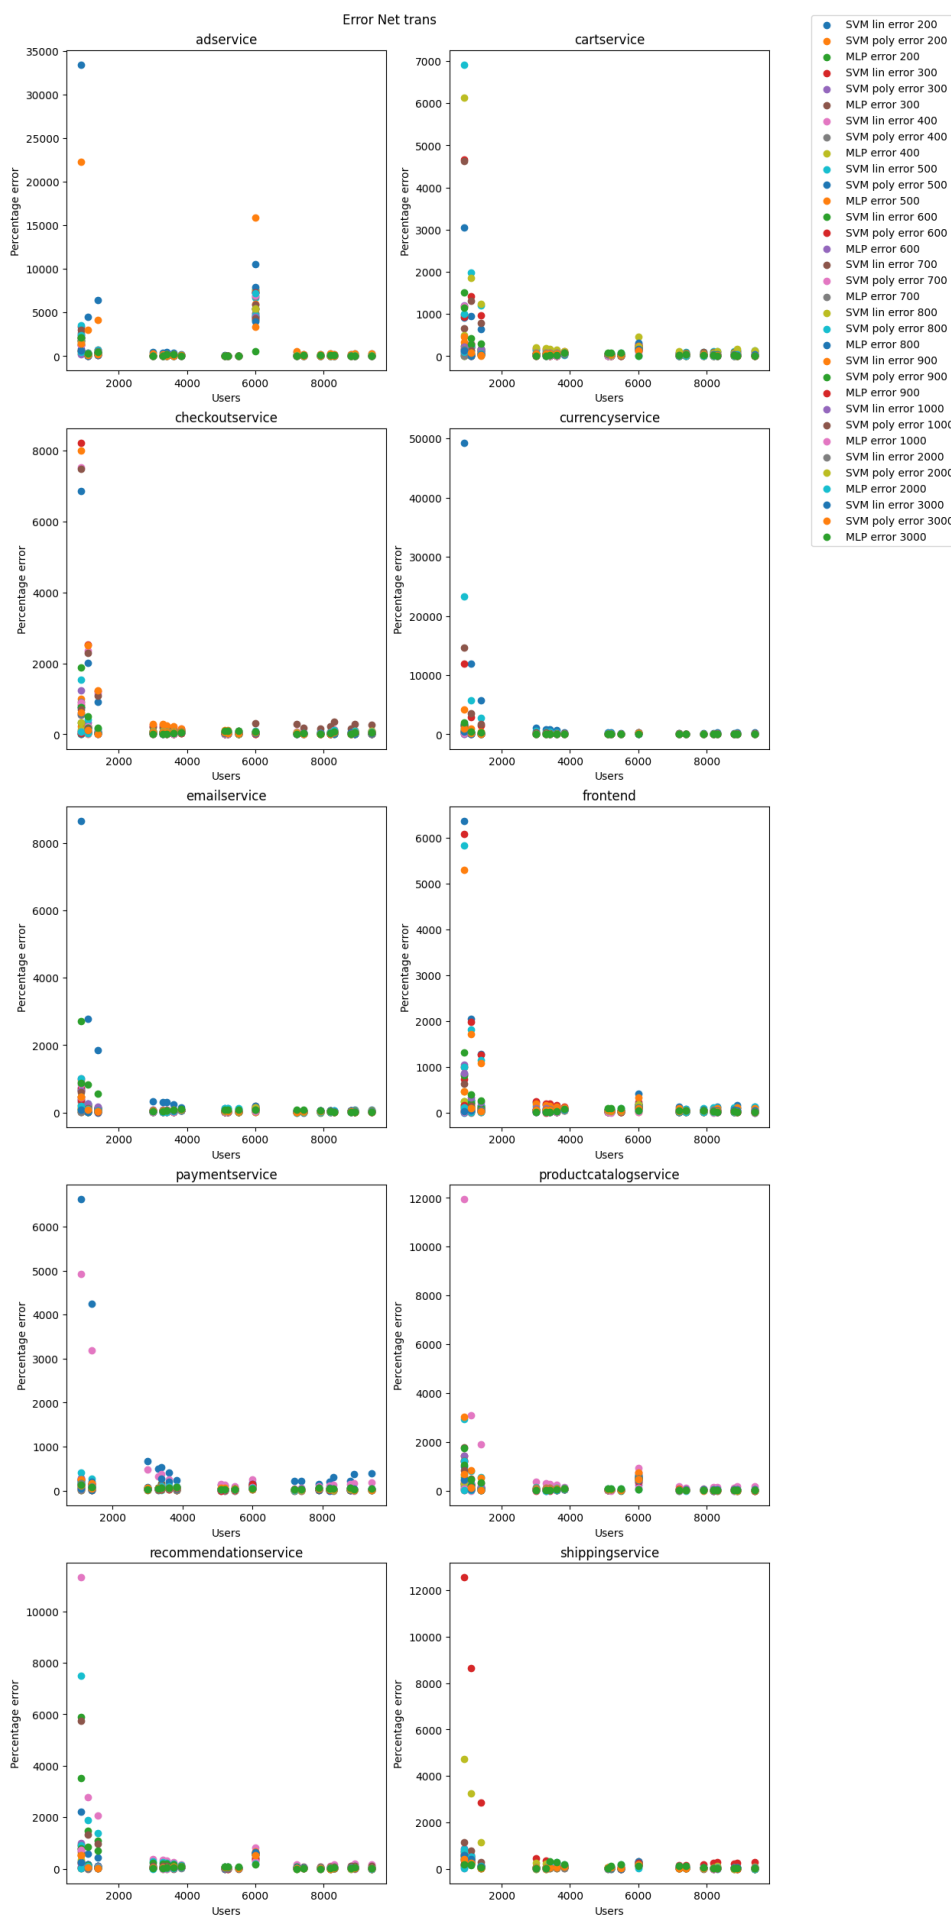 Error Net trans
adservice
35000
30000
25000
20000
15000
10000
5000
0
Percentage error
2000 4000 6000 8000
Users
cartservice
7000
6000
5000
4000
3000
2000
1000
0
Percentage error
2000 4000 6000 8000
Users
SVM lin error 200
SVM poly error 200
MLP error 200
SVM lin error 300
SVM poly error 300
MLP error 300
SVM lin error 400
SVM poly error 400
MLP error 400
SVM lin error 500
SVM poly error 500
MLP error 500
SVM lin error 600
SVM poly error 600
MLP error 600
SVM lin error 700
SVM poly error 700
MLP error 700
SVM lin error 800
SVM poly error 800
MLP error 800
SVM lin error 900
SVM poly error 900
MLP error 900
SVM lin error 1000
SVM poly error 1000
MLP error 1000
SVM lin error 2000
SVM poly error 2000
MLP error 2000
SVM lin error 3000
SVM poly error 3000
MLP error 3000
checkoutservice
8000
6000
4000
2000
0
Percentage error
2000 4000 6000 8000
Users
currencyservice
50000
40000
30000
20000
10000
0
Percentage error
2000 4000 6000 8000
Users
emailservice
8000
6000
4000
2000
0
Percentage error
2000 4000 6000 8000
Users
frontend
6000
5000
4000
3000
2000
1000
0
Percentage error
2000 4000 6000 8000
Users
paymentservice
6000
5000
4000
3000
2000
1000
0
Percentage error
2000 4000 6000 8000
Users
productcatalogservice
12000
10000
8000
6000
4000
2000
0
Percentage error
2000 4000 6000 8000
Users
recommendationservice
10000
8000
6000
4000
2000
0
Percentage error
2000 4000 6000 8000
Users
shippingservice
12000
10000
8000
6000
4000
2000
0
Percentage error
2000 4000 6000 8000
Users